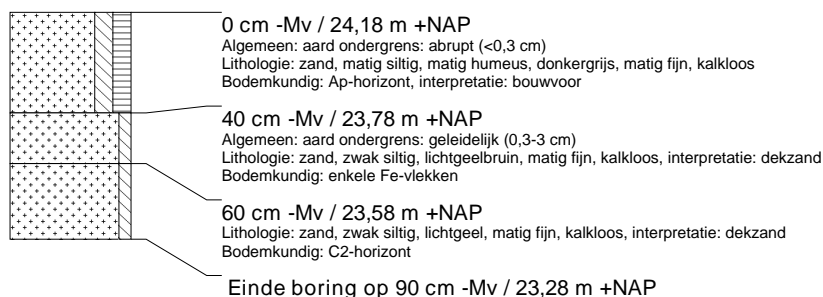 0 cm -Mv / 24,18 m +NAP
Algemeen: aard ondergrens: abrupt (<0,3 cm)
Lithologie: zand, matig siltig, matig humeus, donkergrijs, matig fijn, kalkloos
Bodemkundig: Ap-horizont, interpretatie: bouwvoor
40 cm -Mv / 23,78 m +NAP
Algemeen: aard ondergrens: geleidelijk (0,3-3 cm)
Lithologie: zand, zwak siltig, lichtgeelbruin, matig fijn, kalkloos, interpretatie: dekzand
Bodemkundig: enkele Fe-vlekken
60 cm -Mv / 23,58 m +NAP
Lithologie: zand, zwak siltig, lichtgeel, matig fijn, kalkloos, interpretatie: dekzand
Bodemkundig: C2-horizont
Einde boring op 90 cm -Mv / 23,28 m +NAP